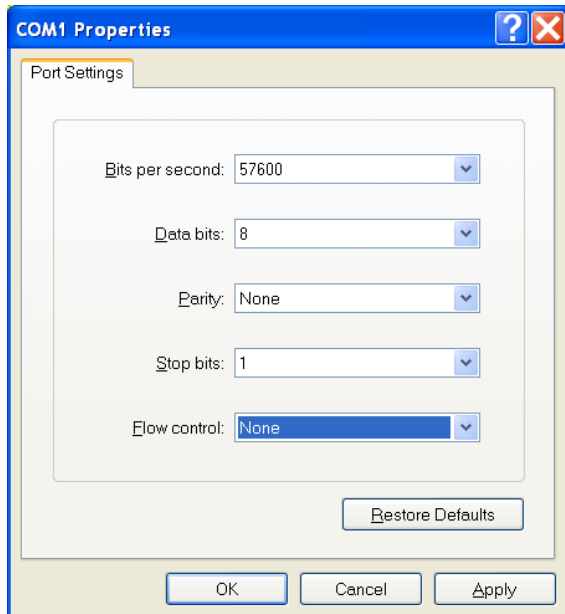 COM1 Properties
Port Settings
Bits per second: 57600
Data bits: 8
Parity: None
Stop bits: 1
Flow control: None
Restore Defaults
OK Cancel Apply